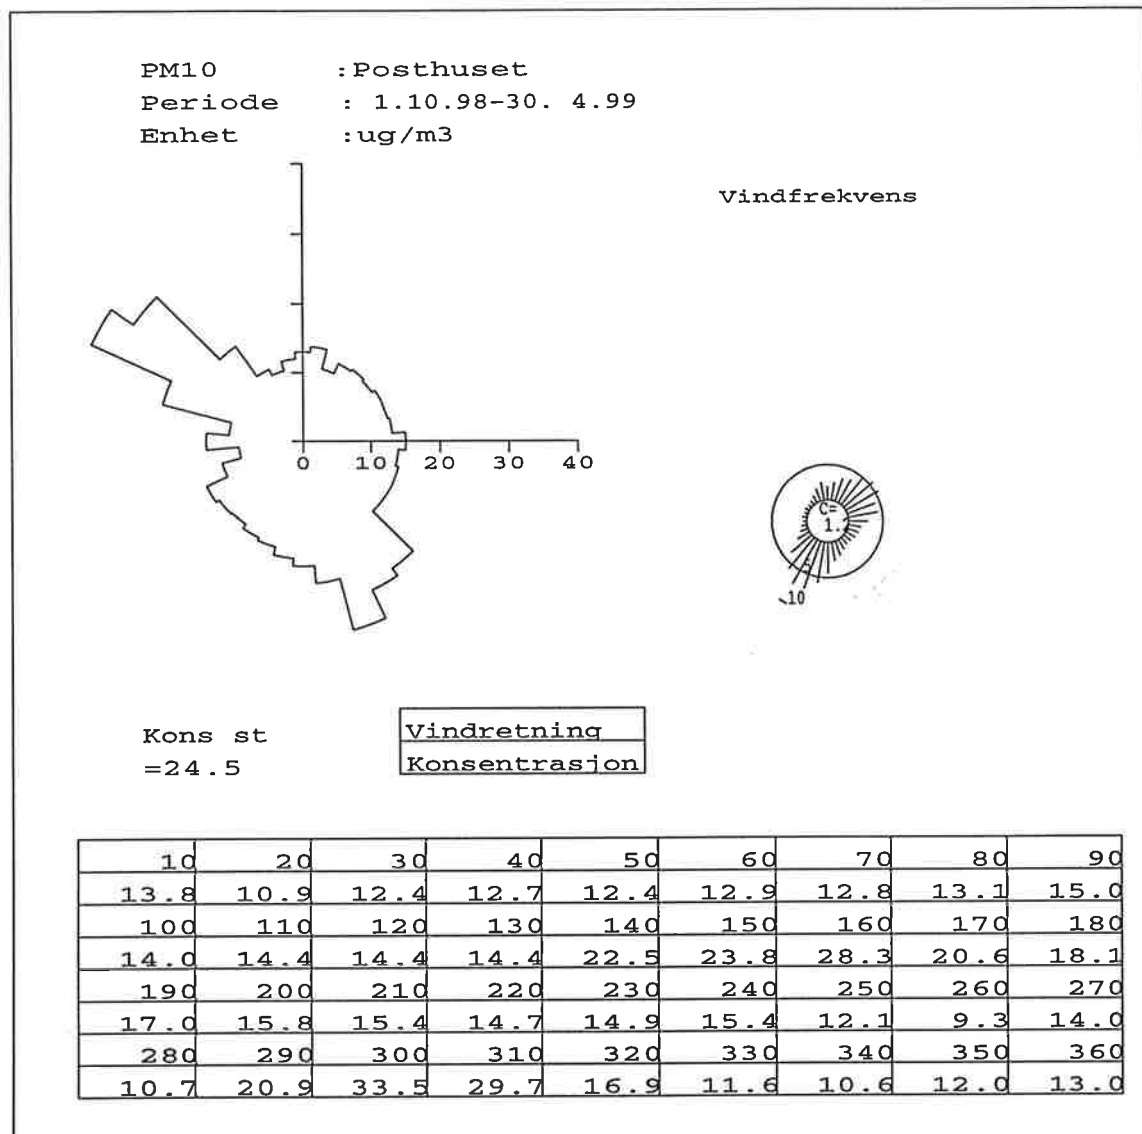 PM10 :Posthuset
Periode : 1.10.98-30. 4.99
Enhet :ug/m3
Vindfrekvens
0 10 20 30 40
C=
1.
10
Kons st
=24.5
Vindretning
Konsentrasjon
10 20 30 40 50 60 70 80 90
13.8 10.9 12.4 12.7 12.4 12.9 12.8 13.1 15.0
100 110 120 130 140 150 160 170 180
14.0 14.4 14.4 14.4 22.5 23.8 28.3 20.6 18.1
190 200 210 220 230 240 250 260 270
17.0 15.8 15.4 14.7 14.9 15.4 12.1 9.3 14.0
280 290 300 310 320 330 340 350 360
10.7 20.9 33.5 29.7 16.9 11.6 10.6 12.0 13.0